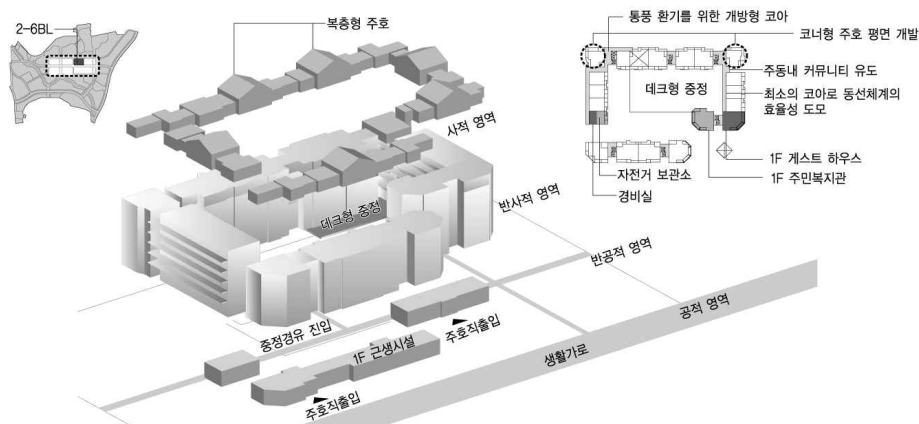 2-6BL
복층형 주호
사적 영역
데크형 중정
반사적 영역
반공적 영역
공적 영역
중정경유 진입
1F 근생시설
주호직출입
주호직출입
생활가로
통풍 환기를 위한 개방형 코아
코너형 주호 평면 개발
주동내 커뮤니티 유도
데크형 중정
최소의 코아로 동선체계의
효율성 도모
1F 게스트 하우스
자전거 보관소
1F 주민복지관
경비실